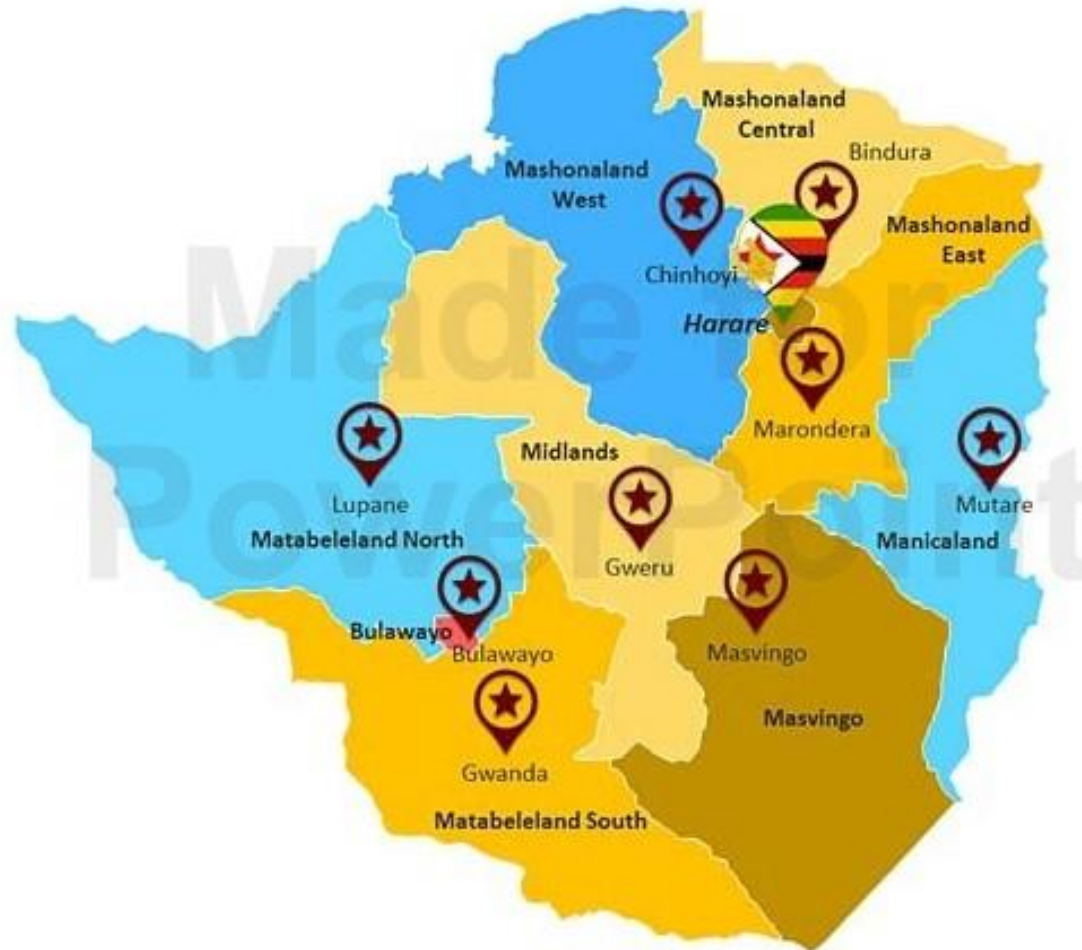 Mashonaland
Central
Bindura
Mashonaland
West
Mashonaland
East
Chinhoyi
Harare
Made for
PowerPoint
Marondera
Midlands
Lupane
Mutare
Matabeleland North
Manicaland
Gweru
Bulawayo
Bulawayo
Masvingo
Masvingo
Gwanda
Matabeleland South